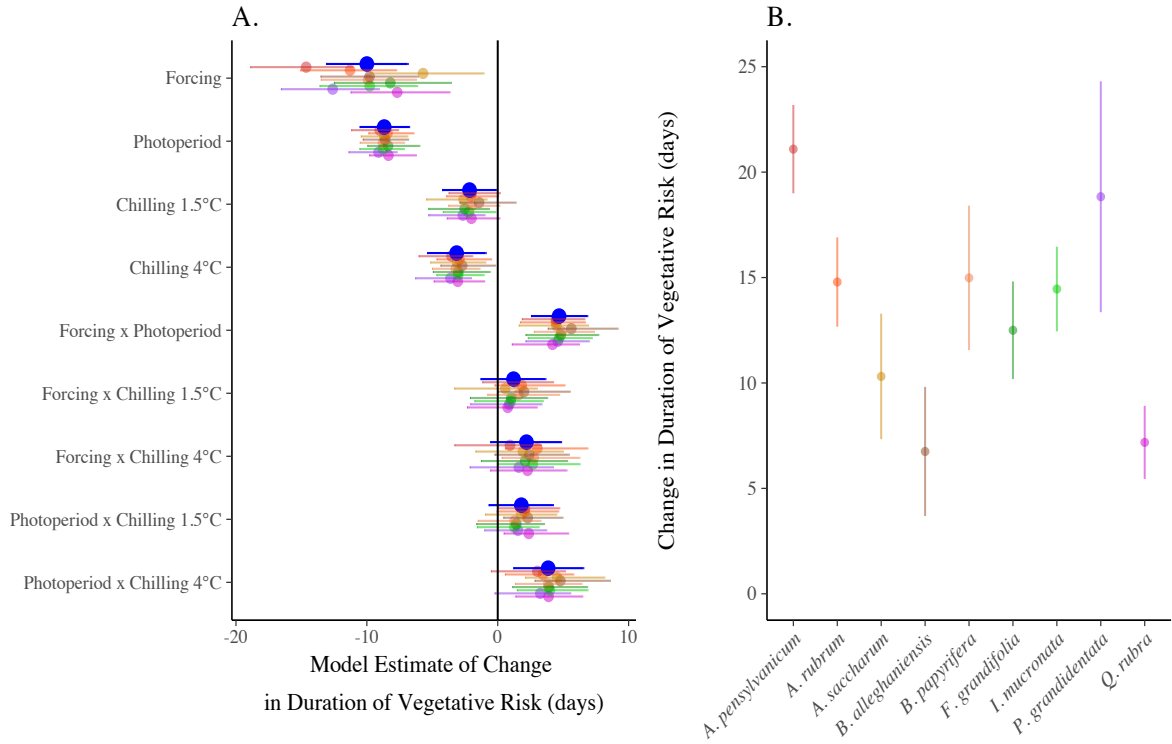 A.
Forcing
Photoperiod
Chilling 1.5°C
Chilling 4°C
Forcing x Photoperiod
Forcing x Chilling 1.5°C
Forcing x Chilling 4°C
Photoperiod x Chilling 1.5°C
Photoperiod x Chilling 4°C
-20
-10
0
10
Model Estimate of Change
in Duration of Vegetative Risk (days)
B.
Change in Duration of Vegetative Risk (days)
25
20
15
10
5
0
A. pensylvanicum
A. rubrum
A. saccharum
B. alleghaniensis
B. papyrifera
F. grandifolia
I. mucronata
P. grandidentata
Q. rubra